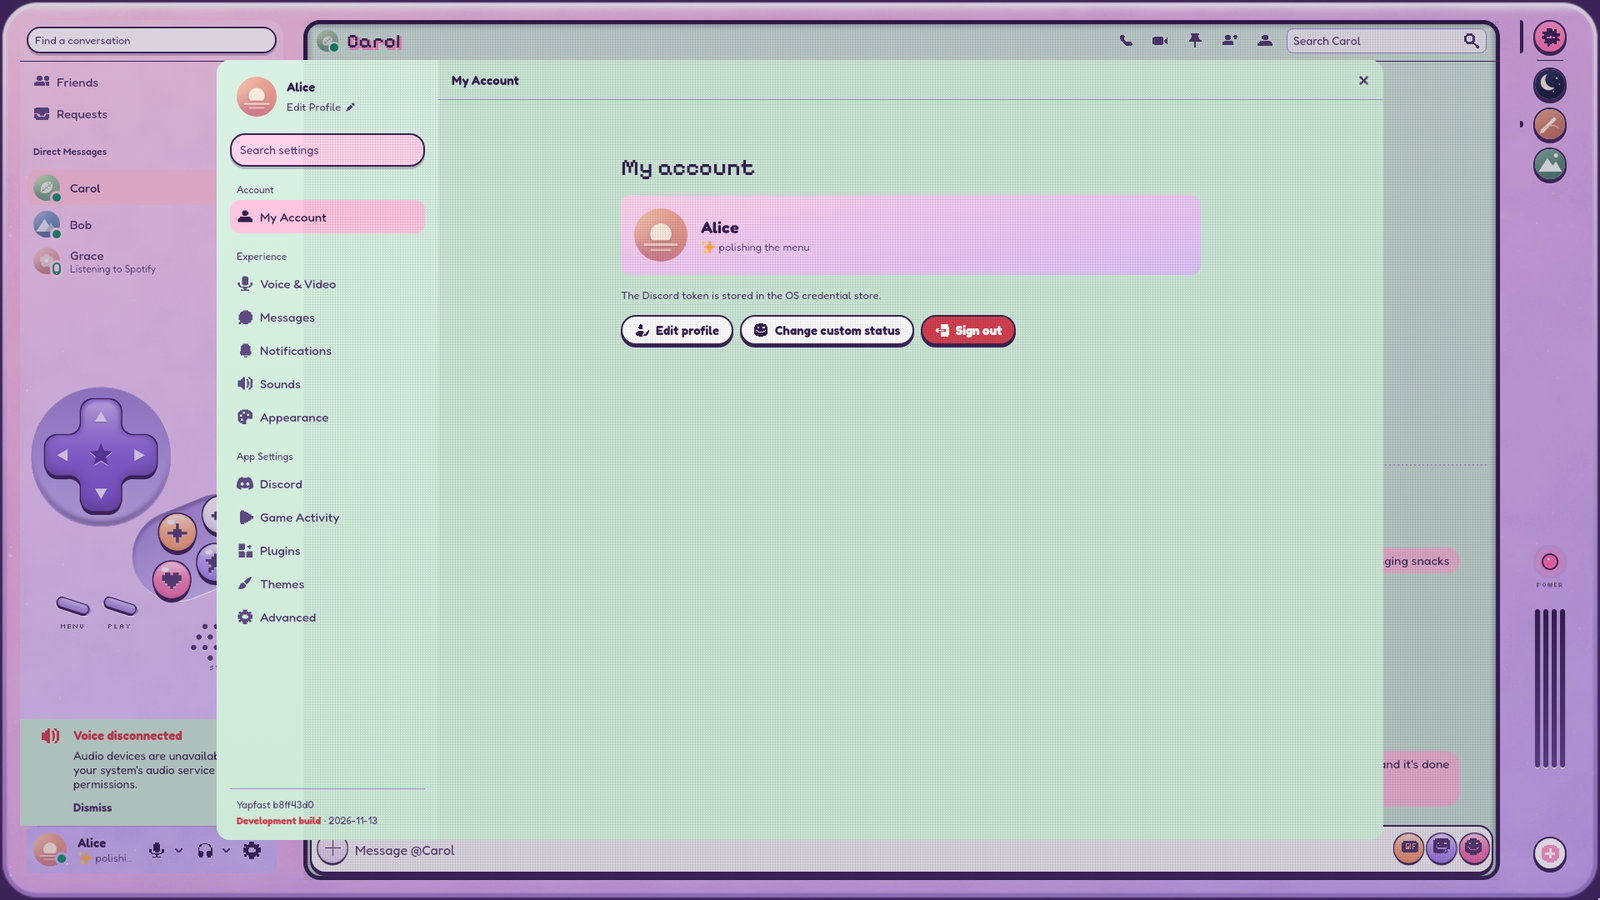 Find a conversation
Friends
Requests
Direct Messages
Carol
Bob
Grace
Listening to Spotify
MENU
PLAY
Voice disconnected
Audio devices are unavailab
your system's audio service
permissions.
Dismiss
Alice
✨ polishi...
Carol
Search Carol
Alice
Edit Profile
Search settings
Account
My Account
Experience
Voice & Video
Messages
Notifications
Sounds
Appearance
App Settings
Discord
Game Activity
Plugins
Themes
Advanced
Yapfast b8ff43d0
Development build · 2026-11-13
My Account
My account
Alice
✨ polishing the menu
The Discord token is stored in the OS credential store.
Edit profile
Change custom status
Sign out
ging snacks
and it's done
Message @Carol
GIF
POWER